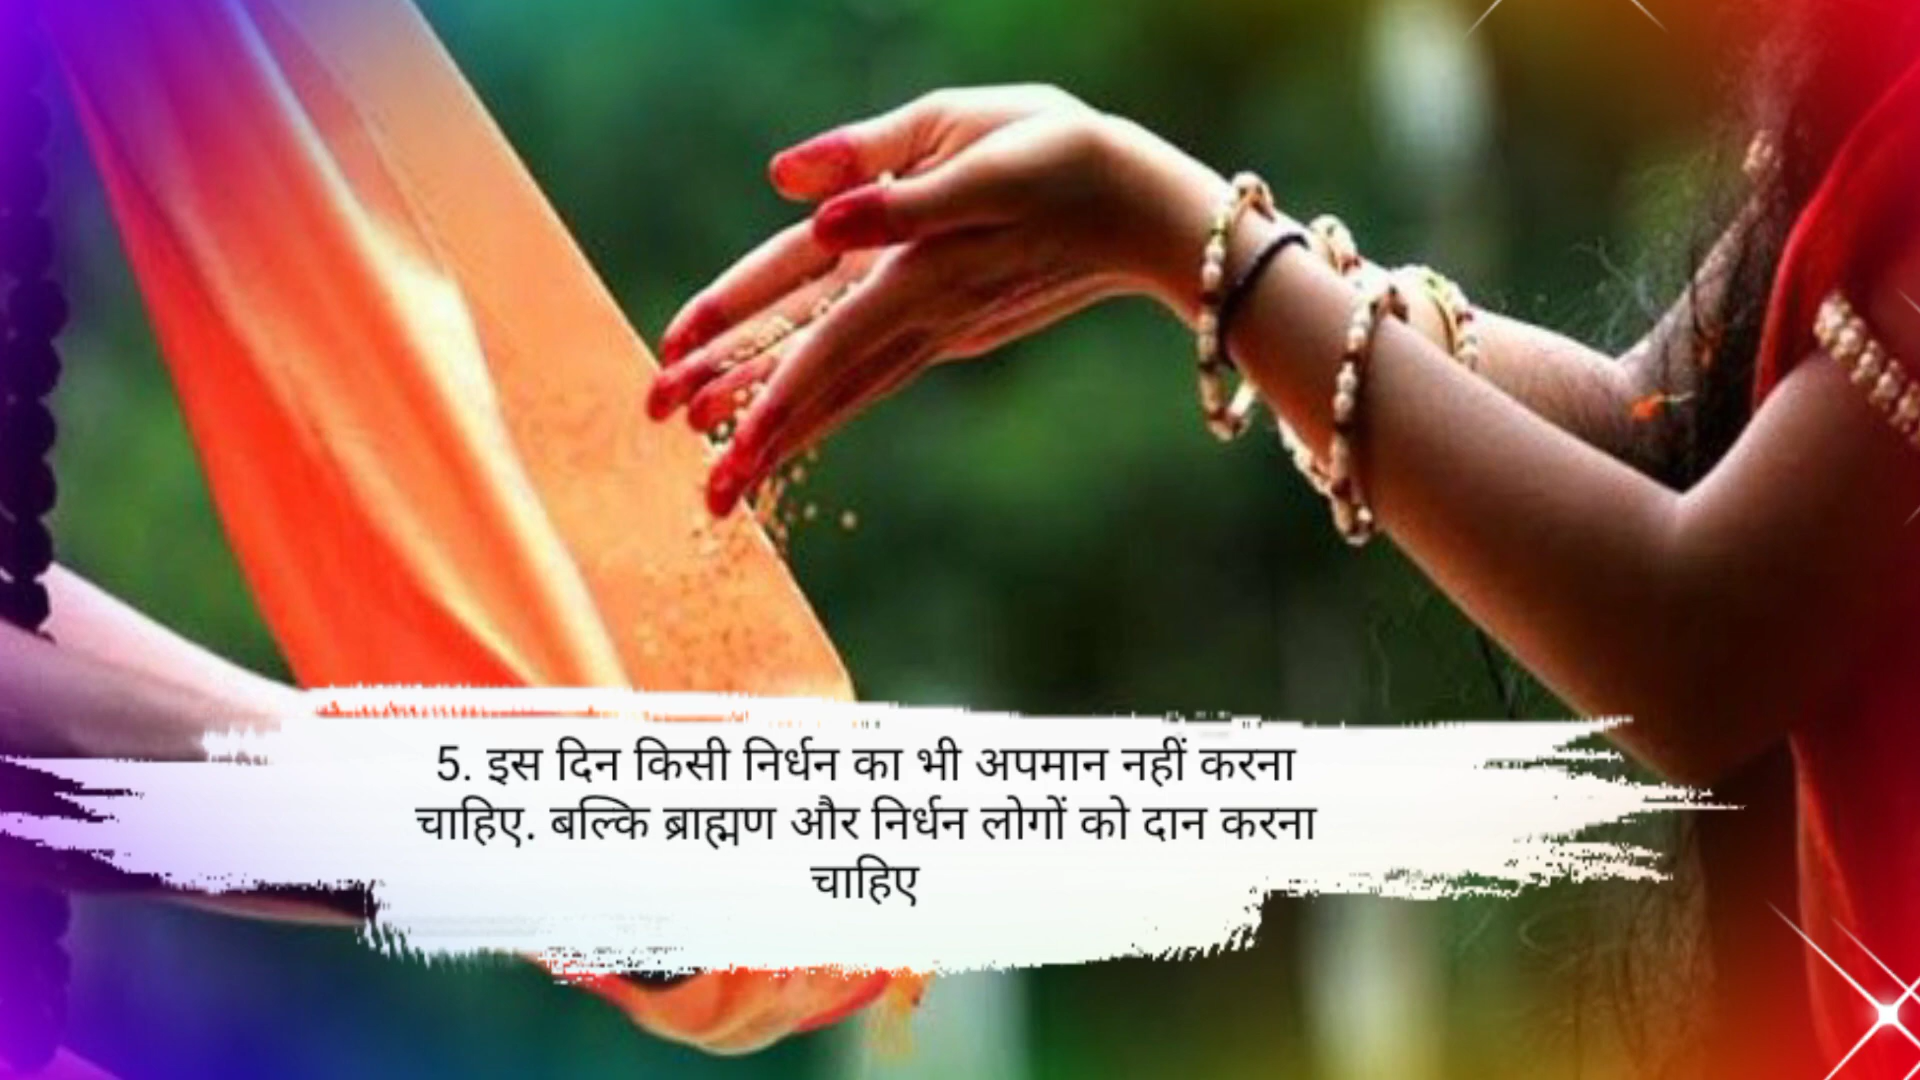 5. इस दिन किसी निर्धन का भी अपमान नहीं करना
चाहिए. बल्कि ब्राह्मण और निर्धन लोगों को दान करना
चाहिए